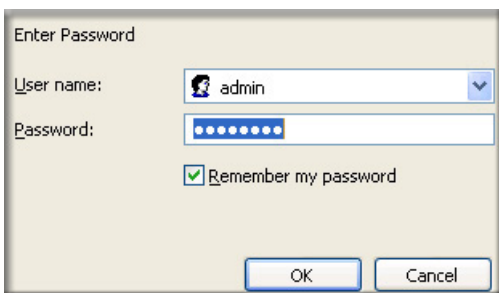 Enter Password
User name:
admin
Password:
●●●●●●●●
Remember my password
OK
Cancel